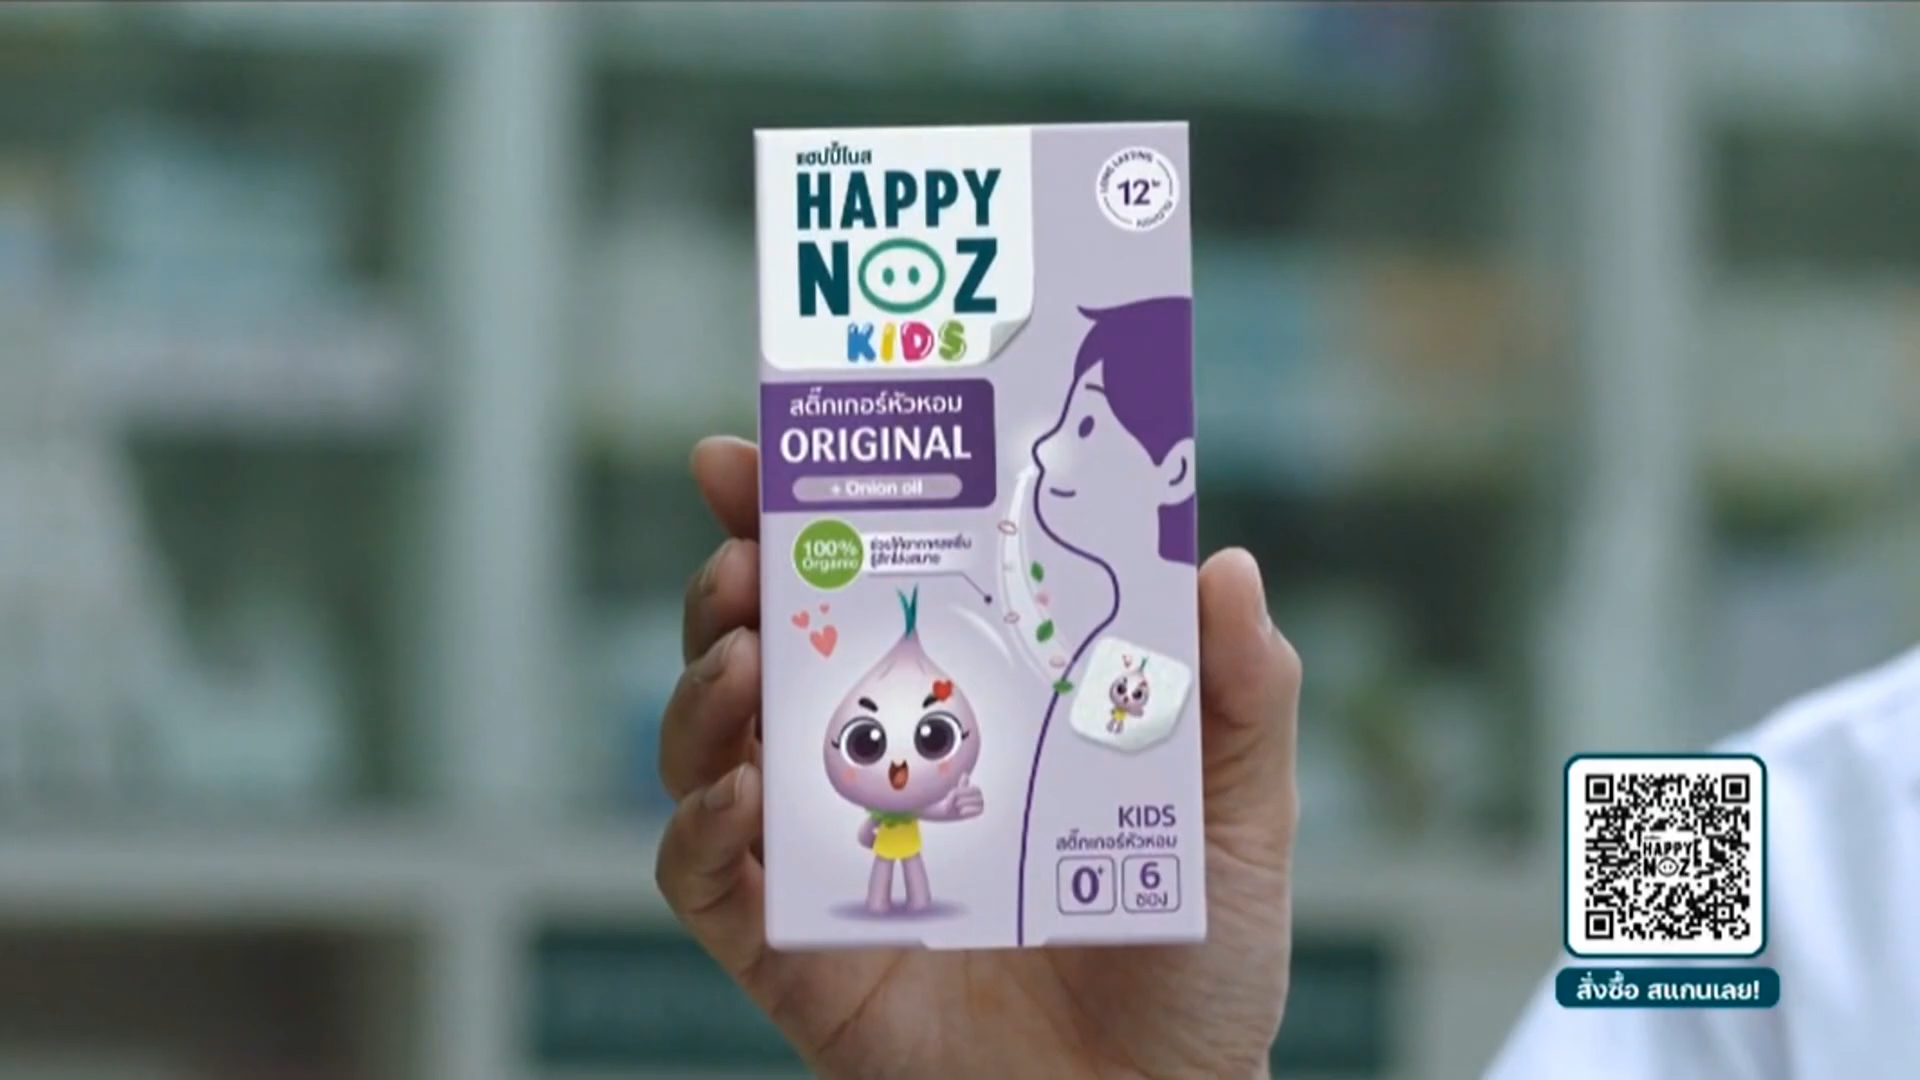 แฮปปี้โนส
HAPPY
NOZ
KIDS
LONG LASTING
12
สติ๊กเกอร์หัวหอม
ORIGINAL
+ Onion oil
100%
Organic
KIDS
สติ๊กเกอร์หัวหอม
0+
6
ซอง
HAPPY
NOZ
สั่งซื้อ สแกนเลย!